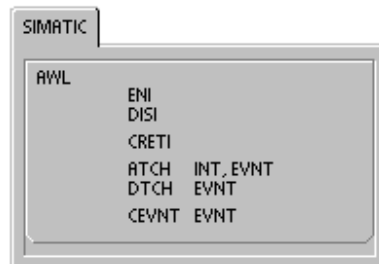 SIMATIC
AWL
ENI
DISI
CRETI
ATCH INT, EVNT
DTCH EVNT
CEVNT EVNT